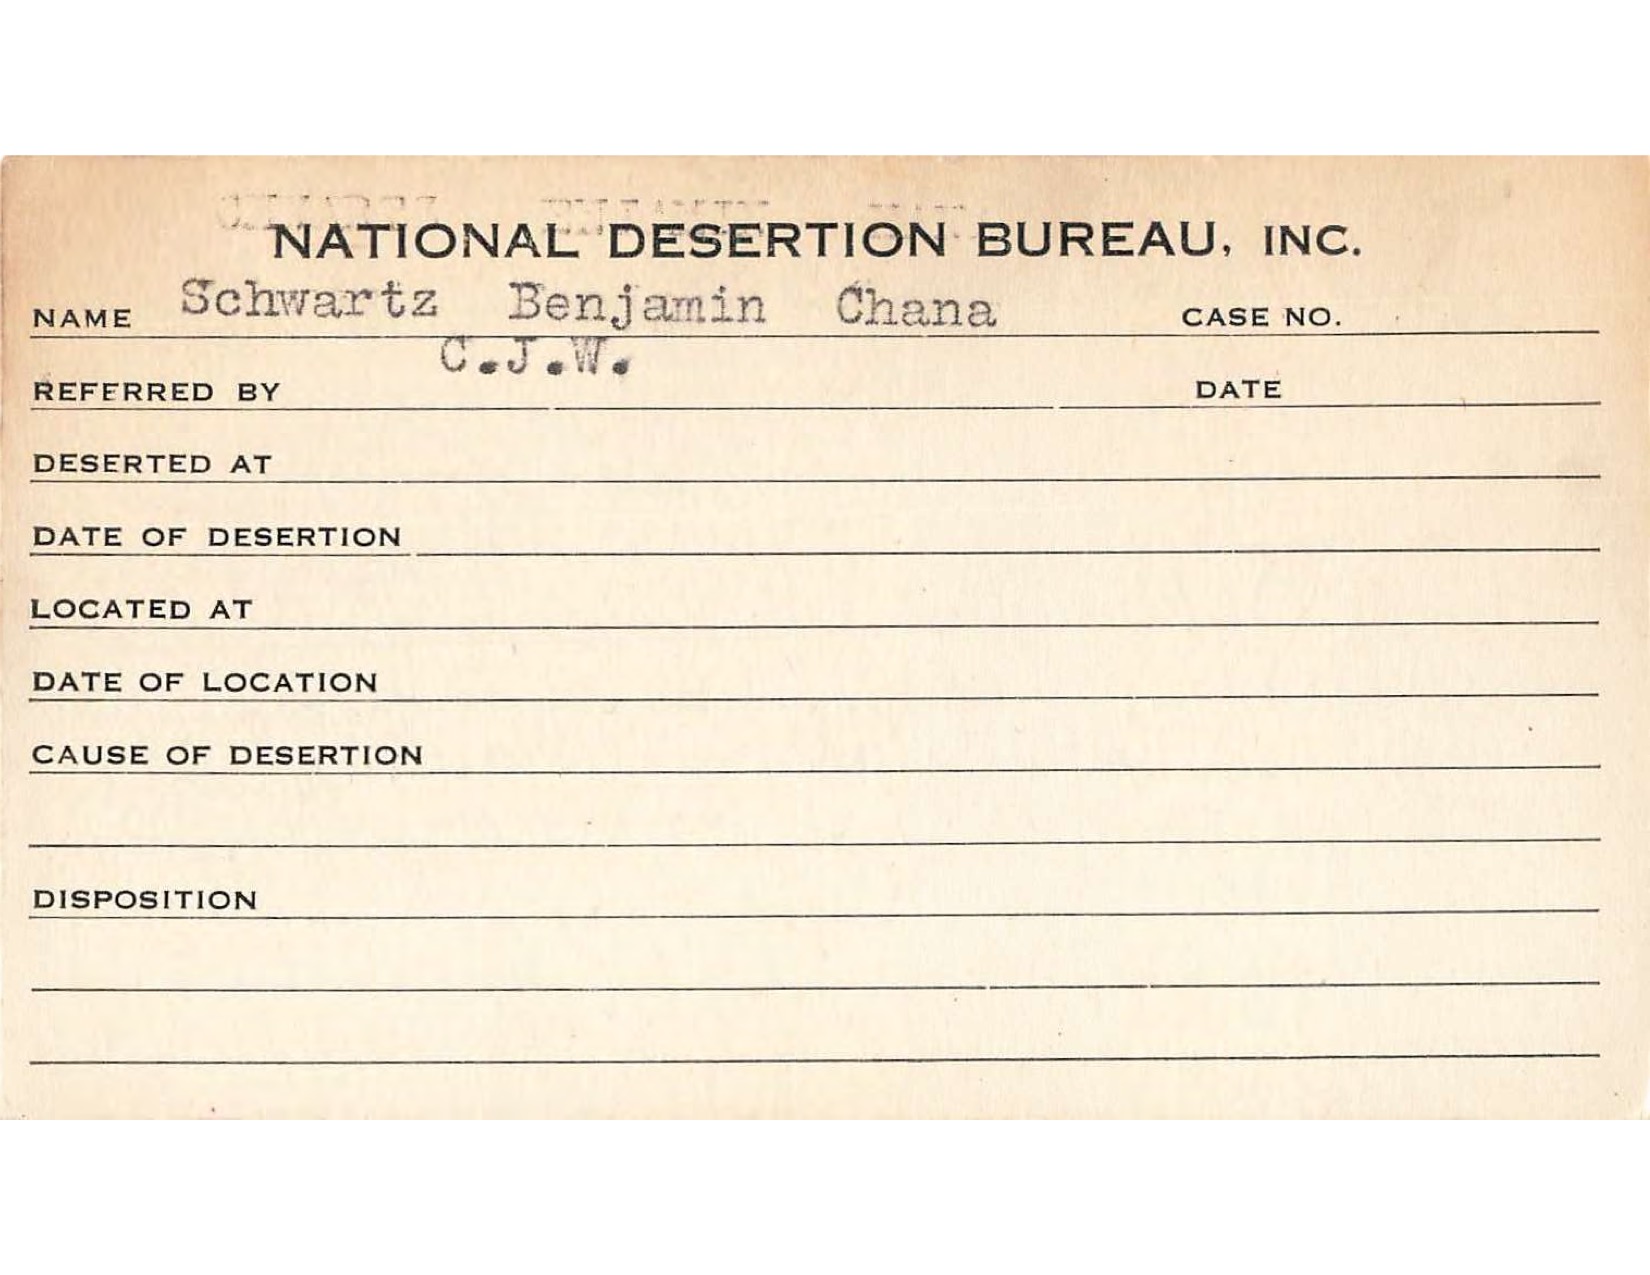 NATIONAL DESERTION BUREAU, INC.
NAME Schwartz Benjamin Chana CASE NO.
C.J.W.
REFERRED BY DATE
DESERTED AT
DATE OF DESERTION
LOCATED AT
DATE OF LOCATION
CAUSE OF DESERTION
DISPOSITION